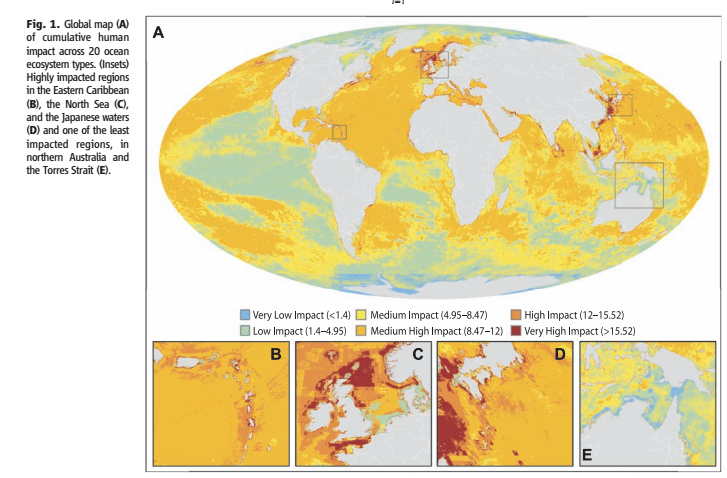 i=1
Fig. 1. Global map (A)
of cumulative human
impact across 20 ocean
ecosystem types. (Insets)
Highly impacted regions
in the Eastern Caribbean
(B), the North Sea (C),
and the Japanese waters
(D) and one of the least
impacted regions, in
northern Australia and
the Torres Strait (E).
A
Very Low Impact (<1.4) Medium Impact (4.95–8.47) High Impact (12–15.52)
Low Impact (1.4–4.95) Medium High Impact (8.47–12) Very High Impact (>15.52)
B
C
D
E